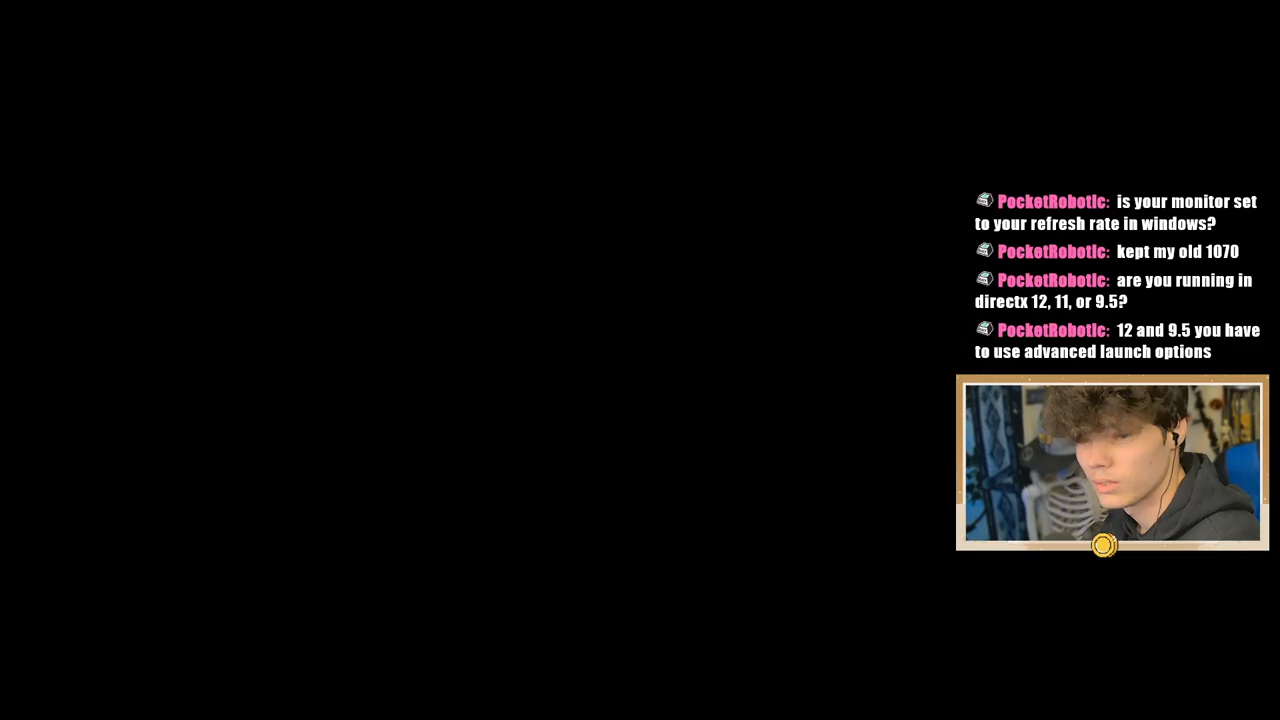 PocketRobotic: is your monitor set
to your refresh rate in windows?
PocketRobotic: kept my old 1070
PocketRobotic: are you running in
directx 12, 11, or 9.5?
PocketRobotic: 12 and 9.5 you have
to use advanced launch options